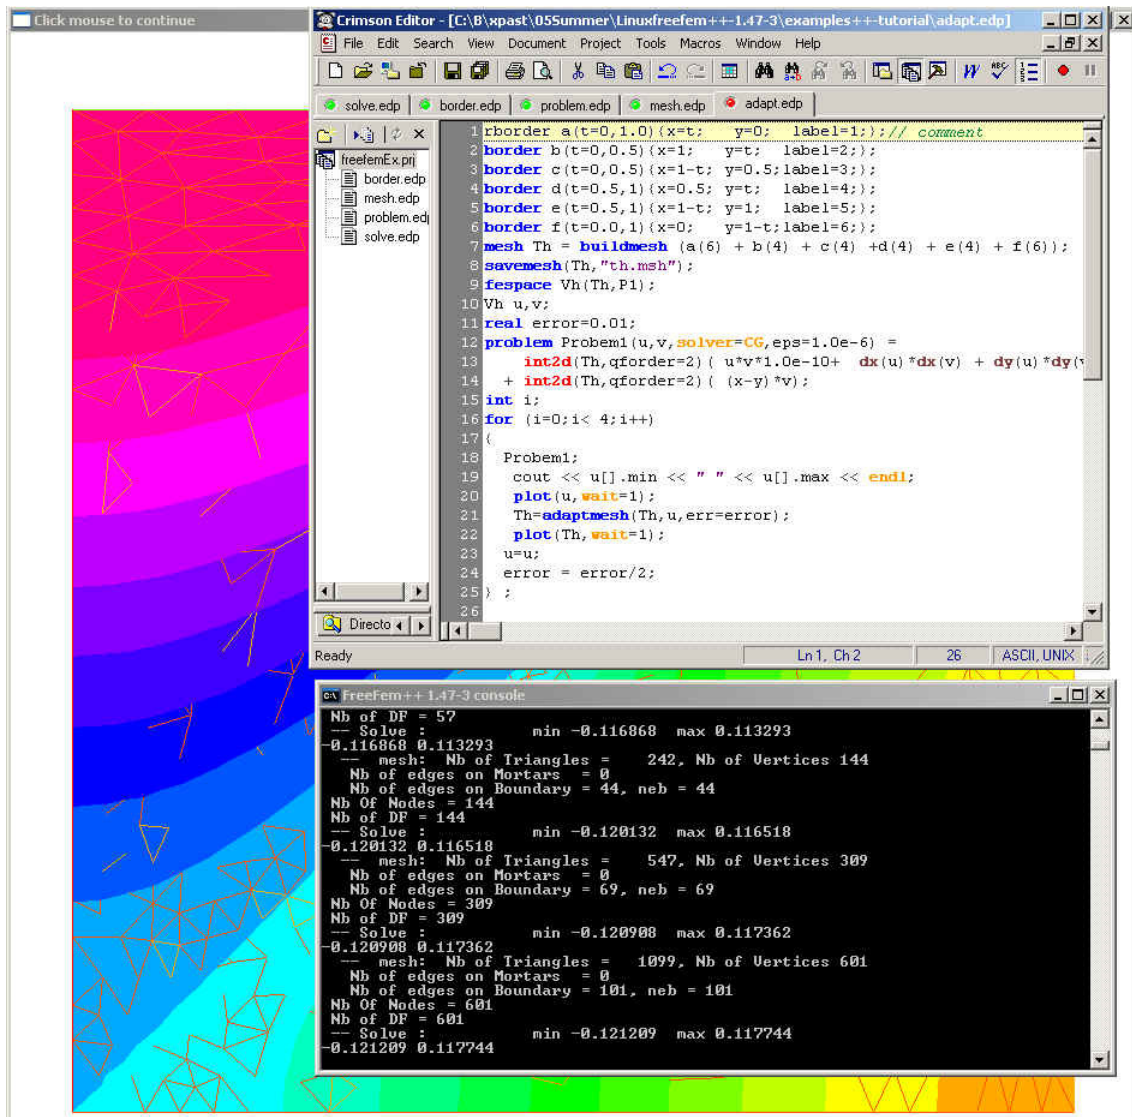 Click mouse to continue
Crimson Editor - [C:\B\xpast\05Summer\Linuxfreefem++-1.47-3\examples++-tutorial\adapt.edp]
File Edit Search View Document Project Tools Macros Window Help
solve.edp border.edp problem.edp mesh.edp adapt.edp
freefemEx.prj
border.edp
mesh.edp
problem.edp
solve.edp
Directo
1 rborder a(t=0,1.0){x=t; y=0; label=1;};// comment
2 border b(t=0,0.5){x=1; y=t; label=2;};
3 border c(t=0,0.5){x=1-t; y=0.5;label=3;};
4 border d(t=0.5,1){x=0.5; y=t; label=4;};
5 border e(t=0.5,1){x=1-t; y=1; label=5;};
6 border f(t=0.0,1){x=0; y=1-t;label=6;};
7 mesh Th = buildmesh (a(6) + b(4) + c(4) +d(4) + e(4) + f(6));
8 savemesh(Th,"th.msh");
9 fespace Vh(Th,P1);
10 Vh u,v;
11 real error=0.01;
12 problem Probem1(u,v,solver=CG,eps=1.0e-6) =
13 int2d(Th,qforder=2)( u*v*1.0e-10+ dx(u)*dx(v) + dy(u)*dy(v
14 + int2d(Th,qforder=2)( (x-y)*v);
15 int i;
16 for (i=0;i< 4;i++)
17 {
18 Probem1;
19 cout << u[].min << " " << u[].max << endl;
20 plot(u,wait=1);
21 Th=adaptmesh(Th,u,err=error);
22 plot(Th,wait=1);
23 u=u;
24 error = error/2;
25 } ;
26
Ready Ln 1, Ch 2 26 ASCII, UNIX
FreeFem++ 1.47-3 console
Nb of DF = 57
-- Solve : min -0.116868 max 0.113293
-0.116868 0.113293
-- mesh: Nb of Triangles = 242, Nb of Vertices 144
Nb of edges on Mortars = 0
Nb of edges on Boundary = 44, neb = 44
Nb Of Nodes = 144
Nb of DF = 144
-- Solve : min -0.120132 max 0.116518
-0.120132 0.116518
-- mesh: Nb of Triangles = 547, Nb of Vertices 309
Nb of edges on Mortars = 0
Nb of edges on Boundary = 69, neb = 69
Nb Of Nodes = 309
Nb of DF = 309
-- Solve : min -0.120908 max 0.117362
-0.120908 0.117362
-- mesh: Nb of Triangles = 1099, Nb of Vertices 601
Nb of edges on Mortars = 0
Nb of edges on Boundary = 101, neb = 101
Nb Of Nodes = 601
Nb of DF = 601
-- Solve : min -0.121209 max 0.117744
-0.121209 0.117744